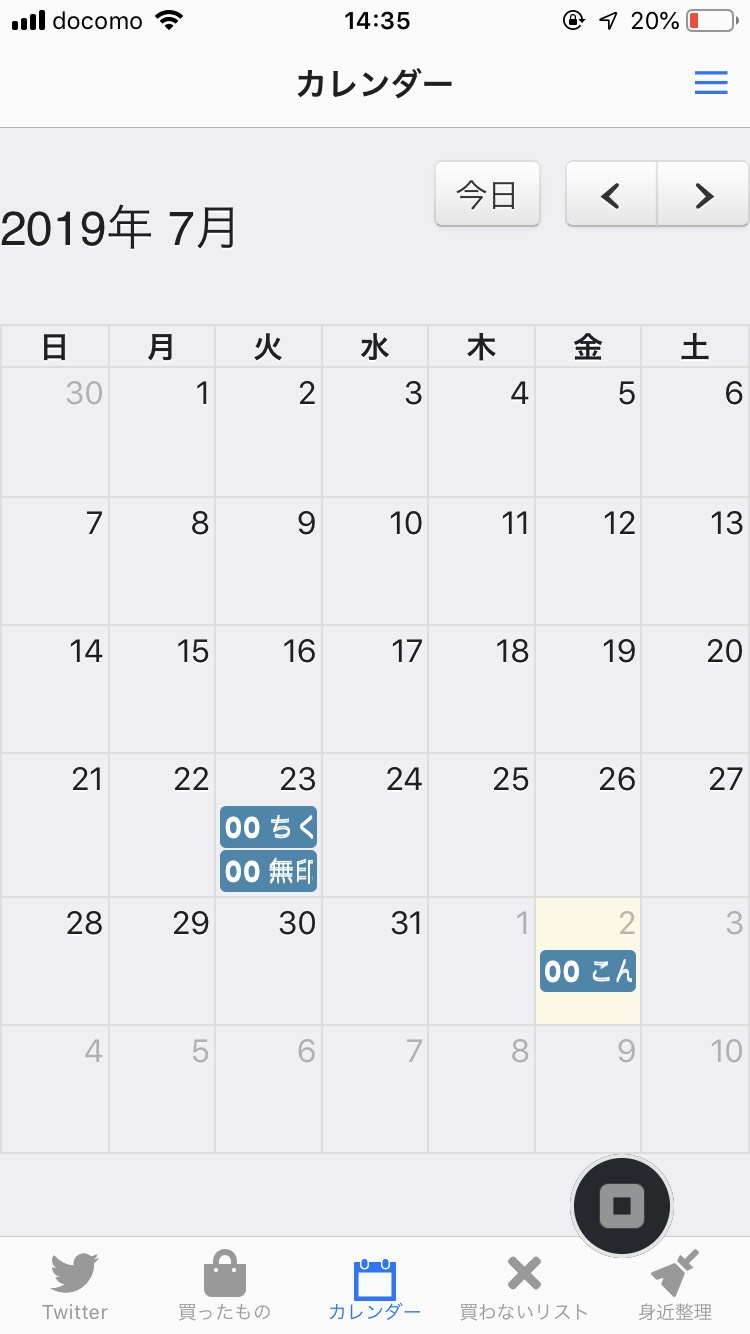 docomo 14:35 20%
カレンダー
今日
2019年 7月
日 月 火 水 木 金 土
30 1 2 3 4 5 6
7 8 9 10 11 12 13
14 15 16 17 18 19 20
21 22 23 24 25 26 27
00 ちく
00 無印
28 29 30 31 1 2 3
00 こん
4 5 6 7 8 9 10
Twitter 買ったもの カレンダー 買わないリスト 身近整理